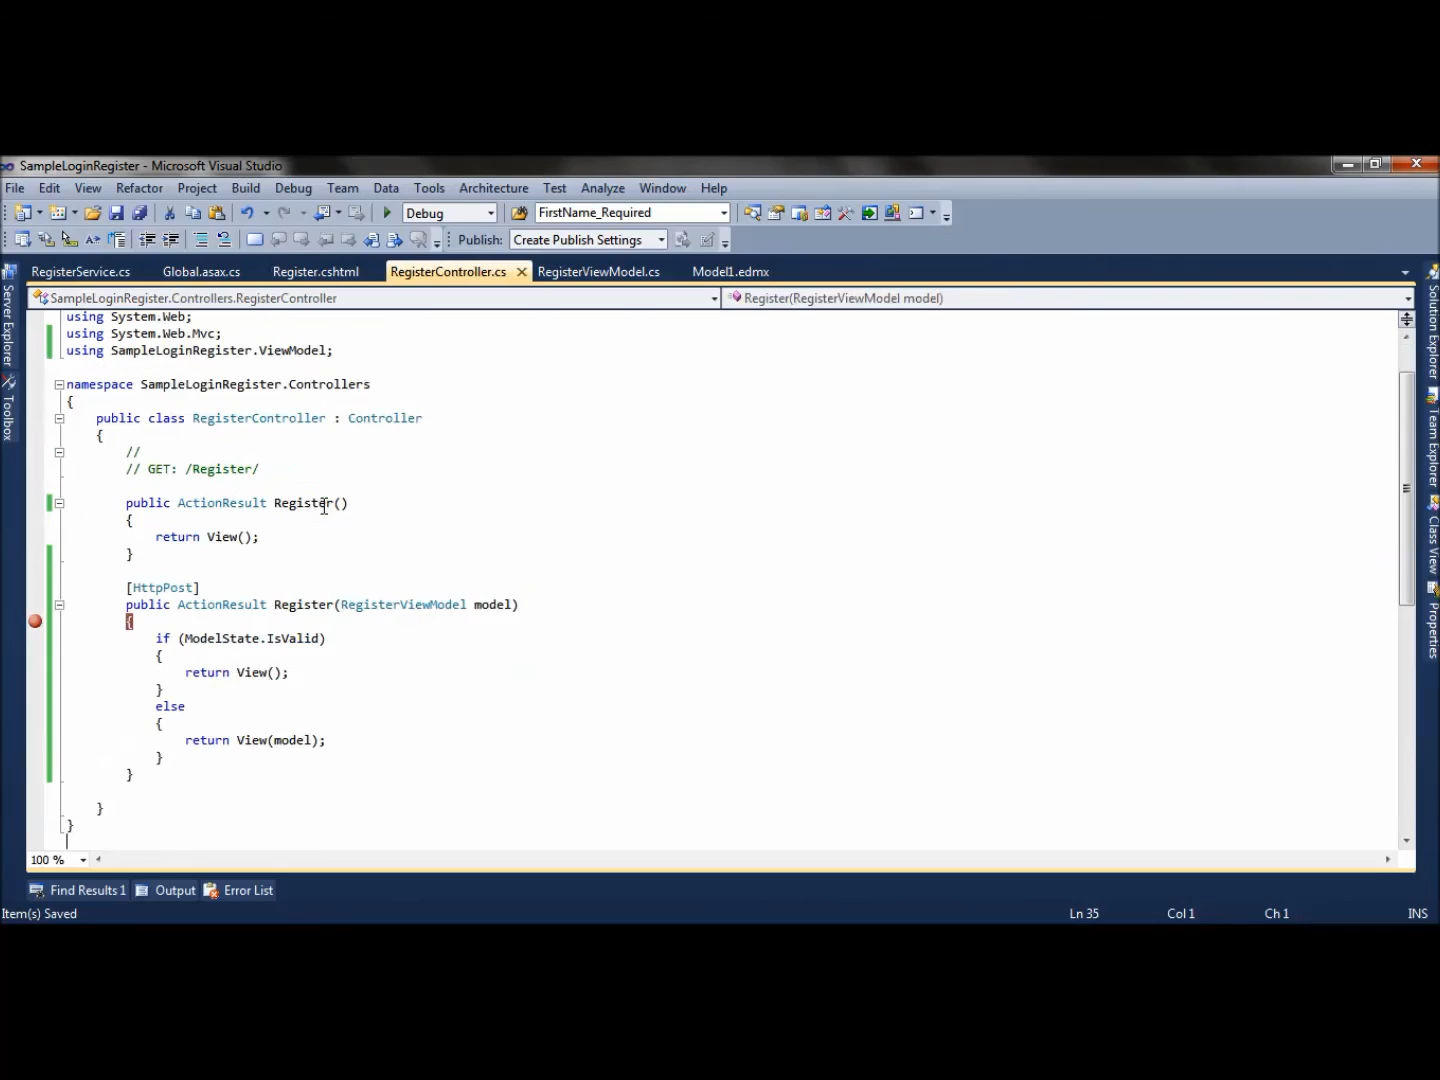 SampleLoginRegister - Microsoft Visual Studio
File Edit View Refactor Project Build Debug Team Data Tools Architecture Test Analyze Window Help
Debug FirstName_Required
Publish: Create Publish Settings
RegisterService.cs Global.asax.cs Register.cshtml RegisterController.cs RegisterViewModel.cs Model1.edmx
SampleLoginRegister.Controllers.RegisterController Register(RegisterViewModel model)
Server Explorer
Toolbox
using System.Web;
using System.Web.Mvc;
using SampleLoginRegister.ViewModel;
namespace SampleLoginRegister.Controllers
{
public class RegisterController : Controller
{
//
// GET: /Register/
public ActionResult Register()
{
return View();
}
[HttpPost]
public ActionResult Register(RegisterViewModel model)
{
if (ModelState.IsValid)
{
return View();
}
else
{
return View(model);
}
}
}
}
Solution Explorer
Team Explorer
Class View
Properties
100 %
Find Results 1 Output Error List
Item(s) Saved Ln 35 Col 1 Ch 1 INS